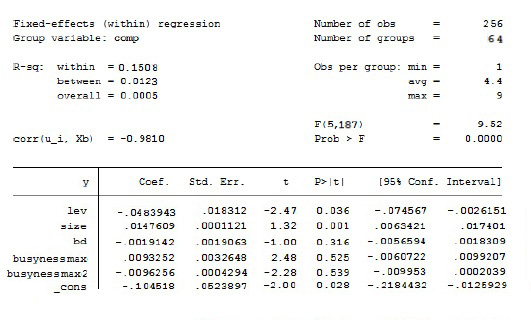 Fixed-effects (within) regression Number of obs = 256
Group variable: comp Number of groups = 64
R-sq: within = 0.1508 Obs per group: min = 1
between = 0.0123 avg = 4.4
overall = 0.0005 max = 9
F(5,187) = 9.52
corr(u_i, Xb) = -0.9810 Prob > F = 0.0000
y Coef. Std. Err. t P>|t| [95% Conf. Interval]
lev -.0483943 .018312 -2.47 0.036 -.074567 -.0026151
size .0147609 .0001121 1.32 0.001 .0063421 .017401
bd -.0019142 .0019063 -1.00 0.316 -.0056594 .0018309
busynessmax .0093252 .0032648 2.48 0.525 -.0060722 .0099207
busynessmax2 -.0096256 .0004294 -2.28 0.539 -.009953 .0002039
_cons -.104518 .0523897 -2.00 0.028 -.2184432 -.0125929